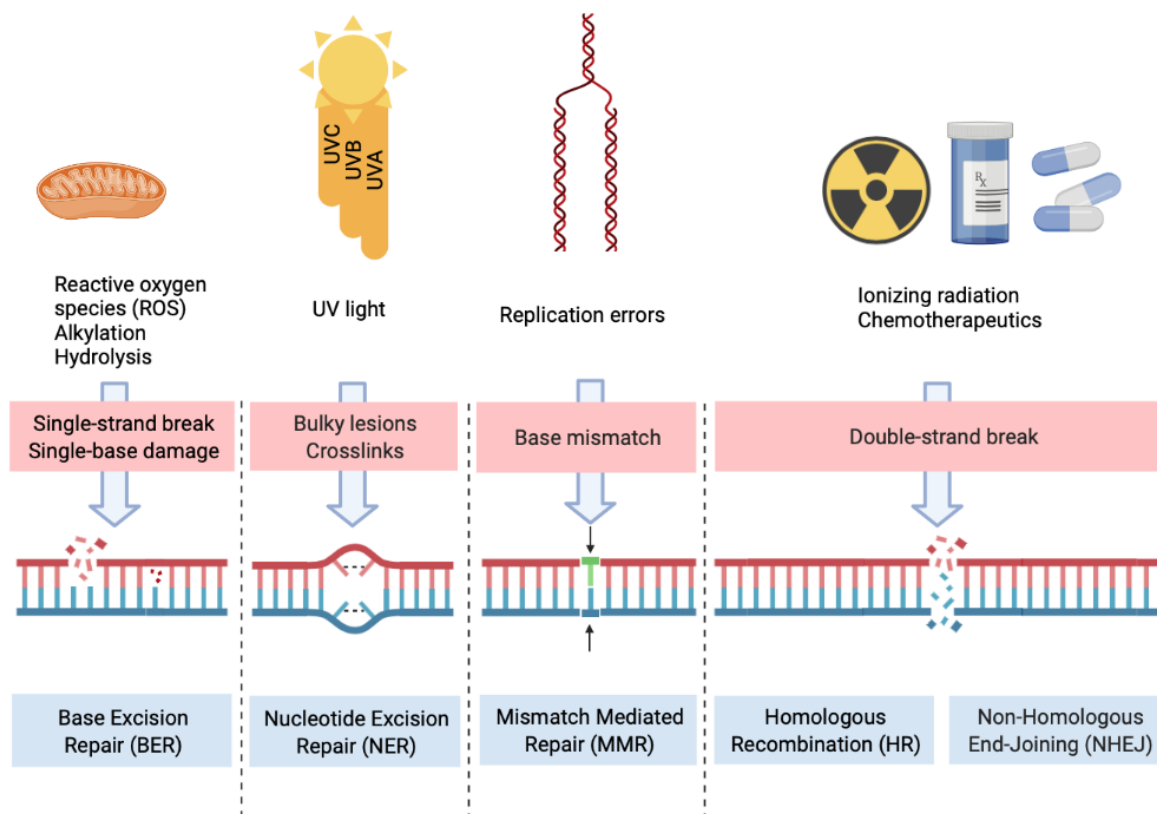 UVC
UVB
UVA
Rx
Reactive oxygen
species (ROS)
Alkylation
Hydrolysis
UV light
Replication errors
Ionizing radiation
Chemotherapeutics
Single-strand break
Single-base damage
Bulky lesions
Crosslinks
Base mismatch
Double-strand break
Base Excision
Repair (BER)
Nucleotide Excision
Repair (NER)
Mismatch Mediated
Repair (MMR)
Homologous
Recombination (HR)
Non-Homologous
End-Joining (NHEJ)